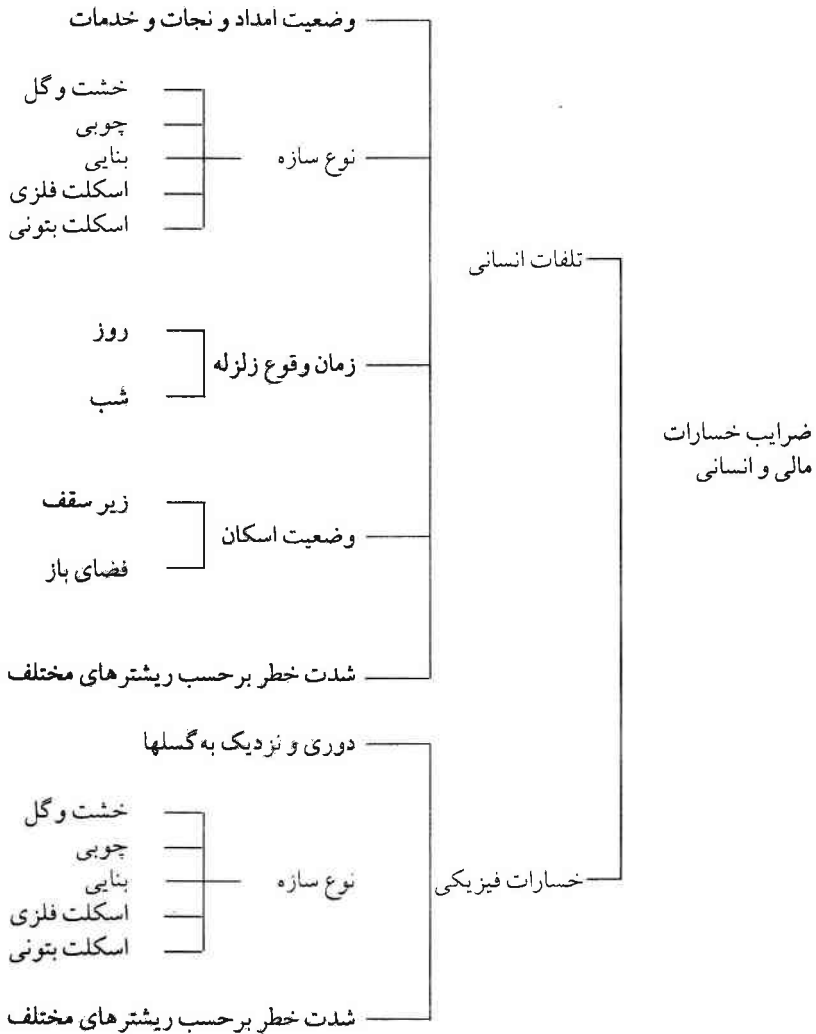 ضرایب خسارات
مالی و انسانی
تلفات انسانی
وضعیت امداد و نجات و خدمات
نوع سازه
خشت و گل
چوبی
بنایی
اسکلت فلزی
اسکلت بتونی
زمان وقوع زلزله
روز
شب
وضعیت اسکان
زیر سقف
فضای باز
شدت خطر برحسب ریشترهای مختلف
خسارات فیزیکی
دوری و نزدیک به گسلها
نوع سازه
خشت و گل
چوبی
بنایی
اسکلت فلزی
اسکلت بتونی
شدت خطر برحسب ریشترهای مختلف